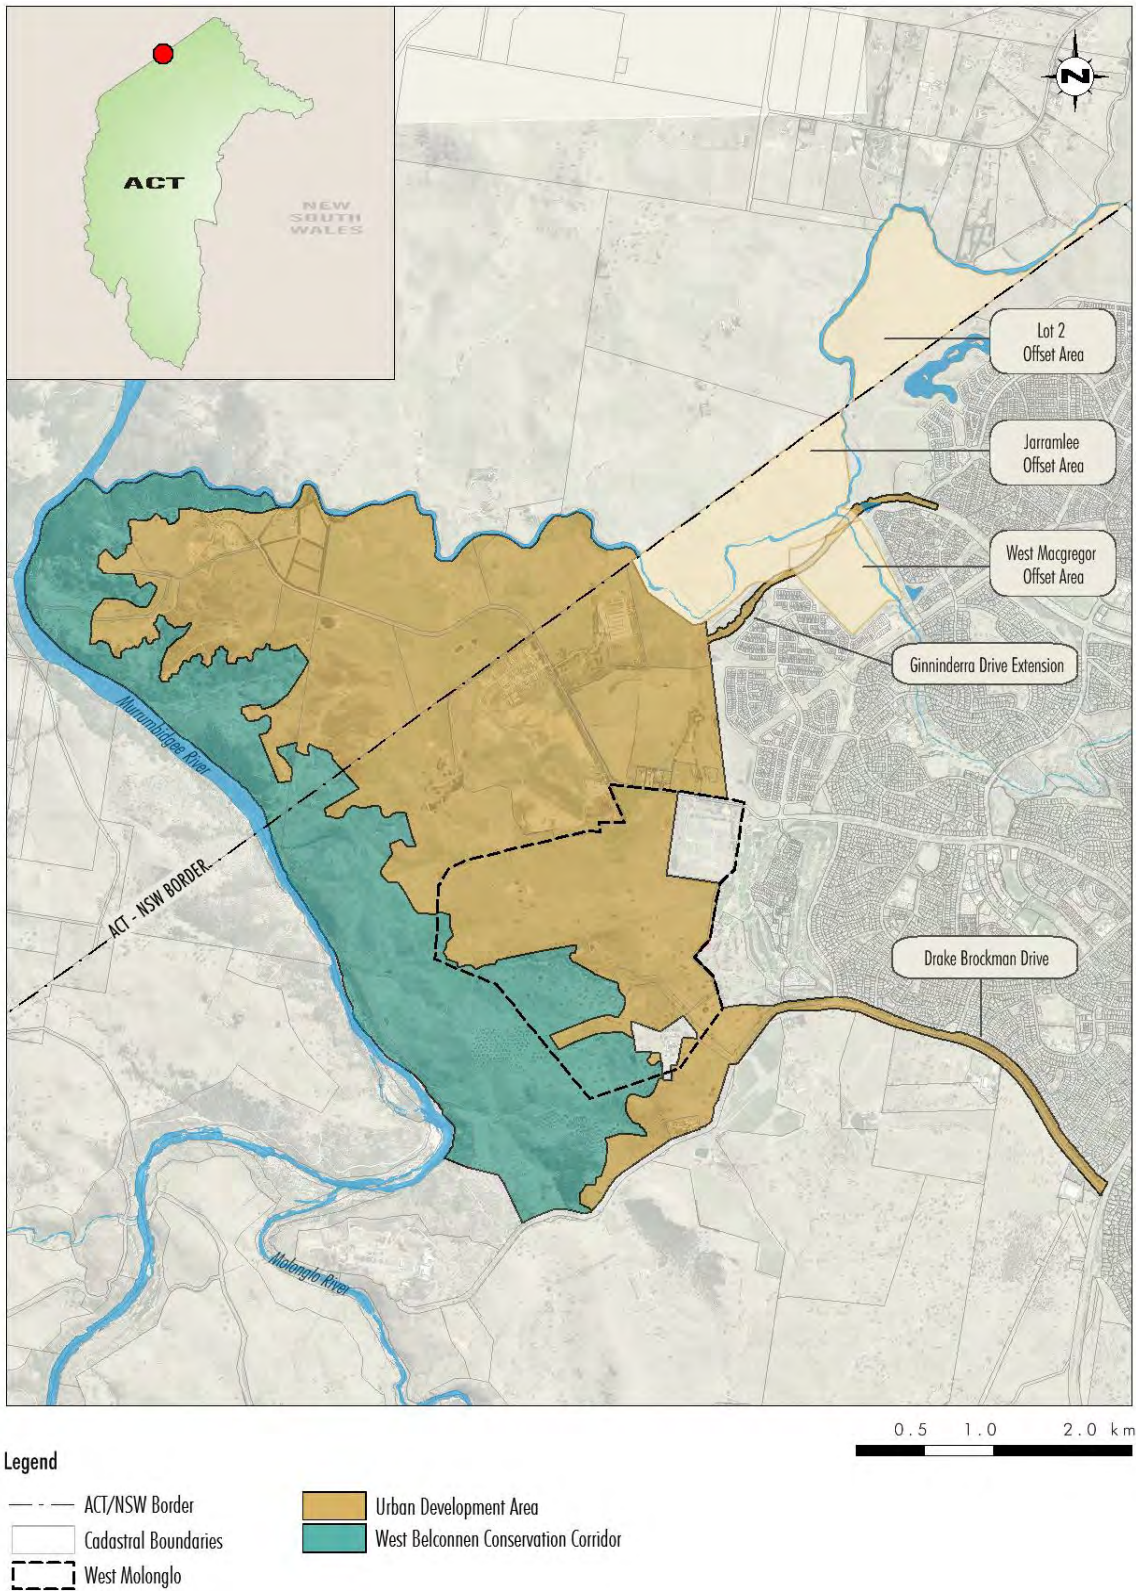 ACT
NEW
SOUTH
WALES
N
Lot 2
Offset Area
Jarramlee
Offset Area
West Macgregor
Offset Area
Ginninderra Drive Extension
Murrumbidgee River
ACT - NSW BORDER
Drake Brockman Drive
Molonglo River
0.5 1.0 2.0 km
Legend
ACT/NSW Border
Cadastral Boundaries
West Molonglo
Urban Development Area
West Belconnen Conservation Corridor